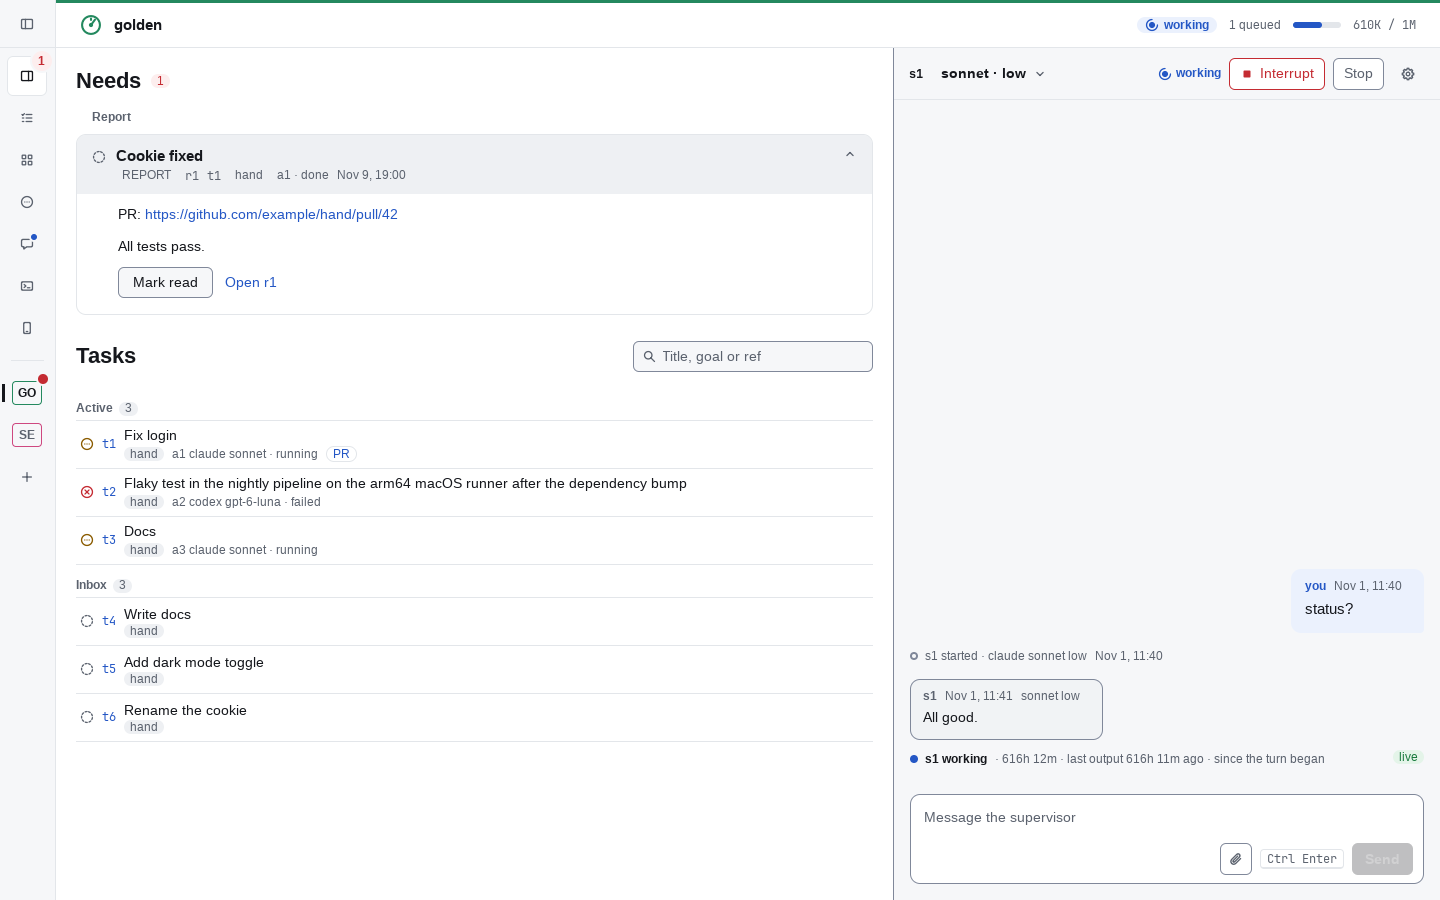 golden
working
1 queued
610K / 1M
1
Needs 1
Report
Cookie fixed
REPORT r1 t1 hand a1 · done Nov 9, 19:00
PR: https://github.com/example/hand/pull/42
All tests pass.
Mark read
Open r1
Tasks
Title, goal or ref
Active 3
t1 Fix login
hand a1 claude sonnet · running PR
t2 Flaky test in the nightly pipeline on the arm64 macOS runner after the dependency bump
hand a2 codex gpt-6-luna · failed
t3 Docs
hand a3 claude sonnet · running
Inbox 3
t4 Write docs
hand
t5 Add dark mode toggle
hand
t6 Rename the cookie
hand
GO
SE
s1 sonnet · low
working
Interrupt
Stop
you Nov 1, 11:40
status?
s1 started · claude sonnet low Nov 1, 11:40
s1 Nov 1, 11:41 sonnet low
All good.
s1 working · 616h 12m · last output 616h 11m ago · since the turn began
live
Message the supervisor
Ctrl Enter
Send